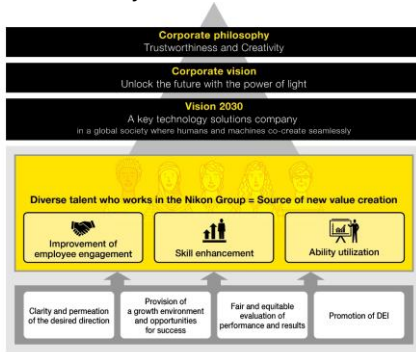 Corporate philosophy
Trustworthiness and Creativity
Corporate vision
Unlock the future with the power of light
Vision 2030
A key technology solutions company
in a global society where humans and machines co-create seamlessly
Diverse talent who works in the Nikon Group = Source of new value creation
Improvement of
employee engagement
Skill enhancement
Ability utilization
Clarity and permeation
of the desired direction
Provision of
a growth environment
and opportunities
for success
Fair and equitable
evaluation of
performance and results
Promotion of DEI